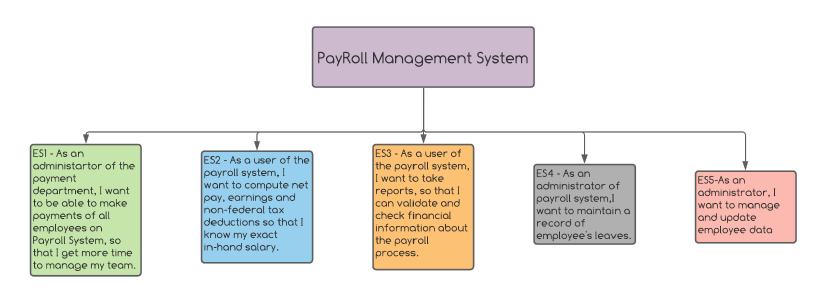 PayRoll Management System
ES1 - As an
administartor of the
payment
department, I want
to be able to make
payments of all
employees on
Payroll System, so
that I get more time
to manage my team.
ES2 - As a user of the
payroll system, I
want to compute net
pay, earnings and
non-federal tax
deductions so that I
know my exact
in-hand salary.
ES3 - As a user of
the payroll system,
I want to take
reports, so that I
can validate and
check financial
information about
the payroll
process.
ES4 - As an
administrator of
payroll system,I
want to maintain a
record of
employee's leaves.
ES5-As an
administrator, I
want to manage
and update
employee data